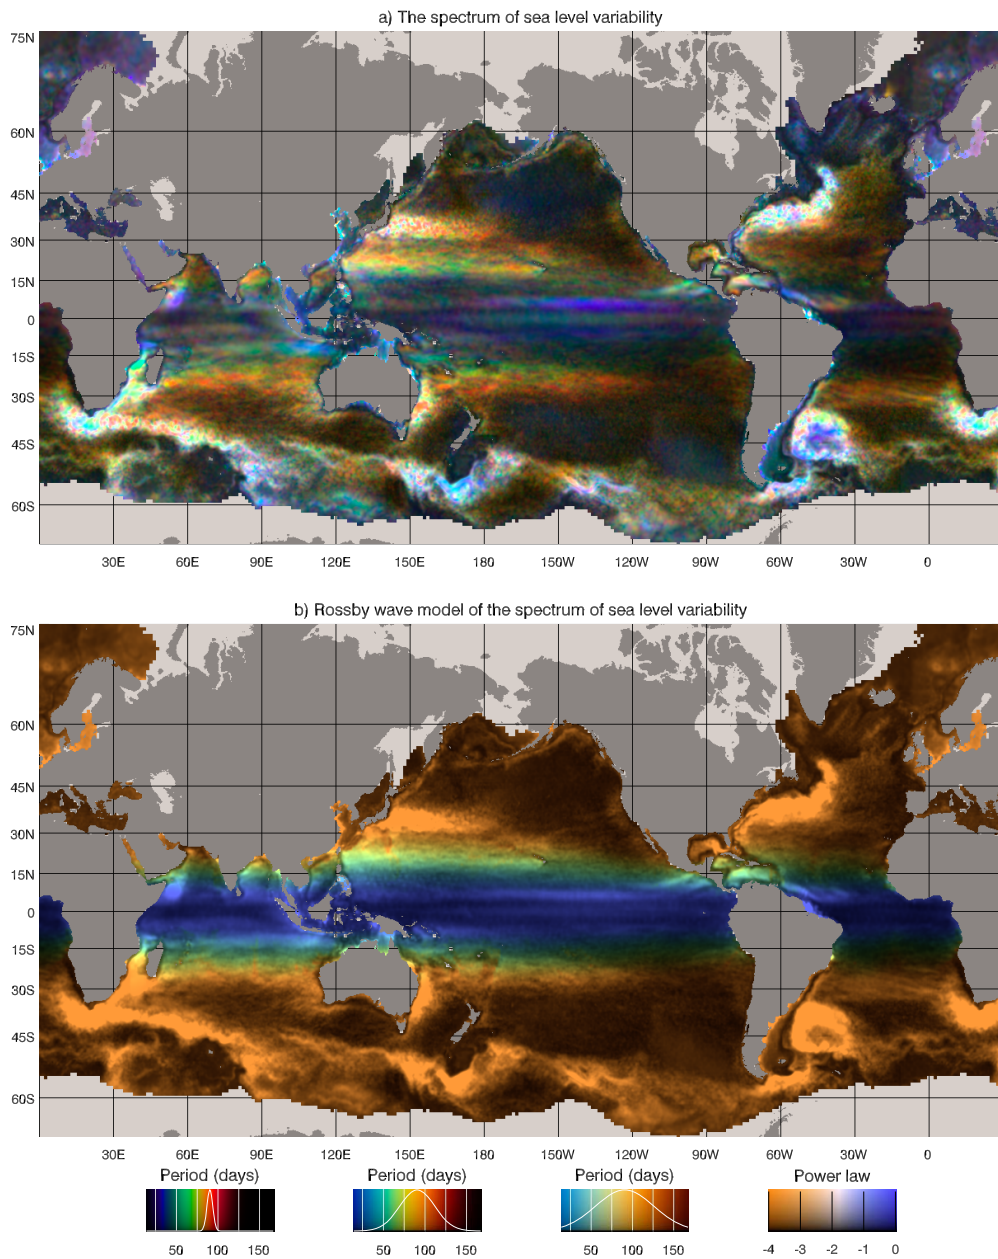 a) The spectrum of sea level variability
75N
60N
45N
30N
15N
0
15S
30S
45S
60S
30E 60E 90E 120E 150E 180 150W 120W 90W 60W 30W 0
b) Rossby wave model of the spectrum of sea level variability
75N
60N
45N
30N
15N
0
15S
30S
45S
60S
30E 60E 90E 120E 150E 180 150W 120W 90W 60W 30W 0
Period (days) Period (days) Period (days) Power law
50 100 150 50 100 150 50 100 150 -4 -3 -2 -1 0